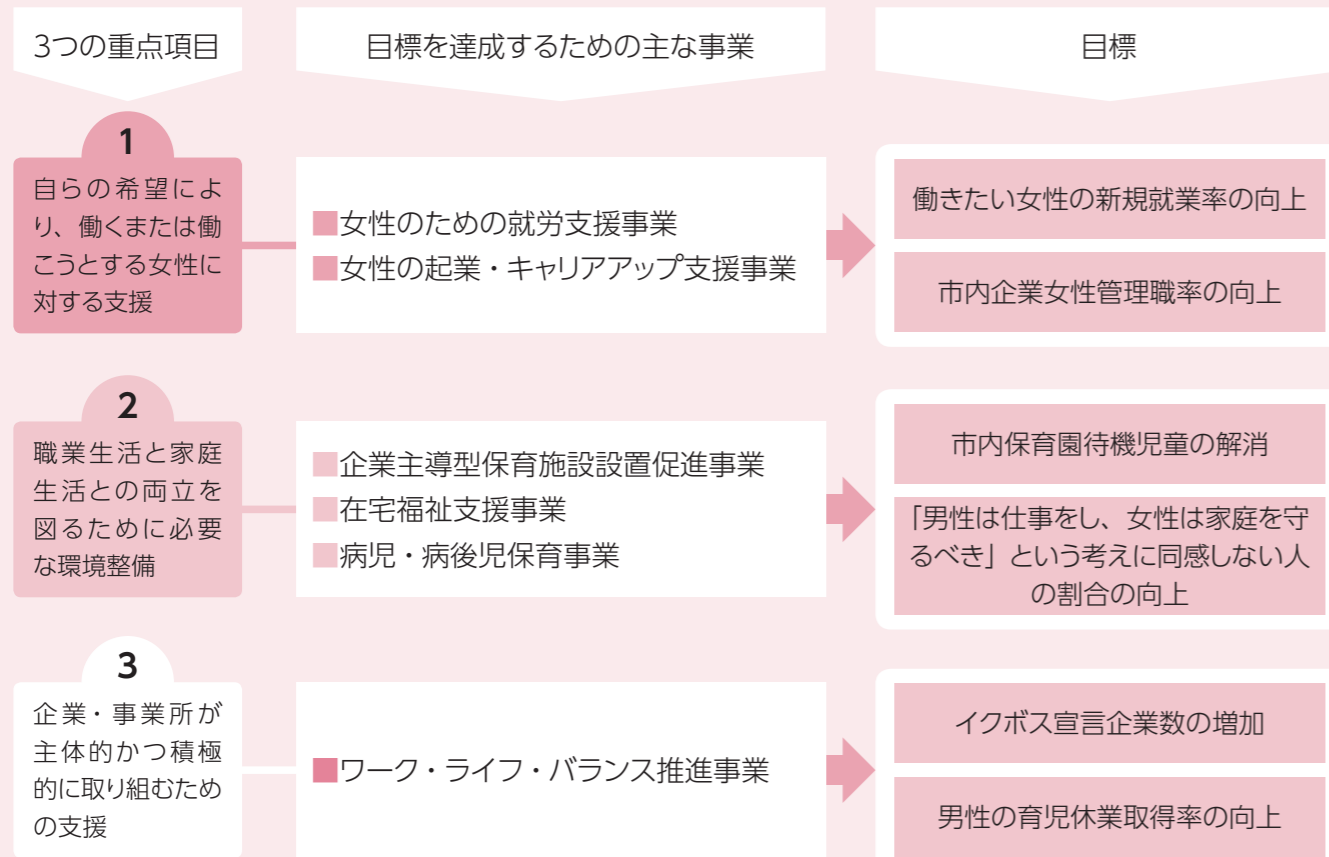 3つの重点項目
目標を達成するための主な事業
目標
1
自らの希望によ
り、働くまたは働
こうとする女性に
対する支援
■女性のための就労支援事業
■女性の起業・キャリアアップ支援事業
働きたい女性の新規就業率の向上
市内企業女性管理職率の向上
2
職業生活と家庭
生活との両立を
図るために必要
な環境整備
■企業主導型保育施設設置促進事業
■在宅福祉支援事業
■病児・病後児保育事業
市内保育園待機児童の解消
「男性は仕事をし、女性は家庭を守
るべき」という考えに同感しない人
の割合の向上
3
企業・事業所が
主体的かつ積極
的に取り組むため
の支援
■ワーク・ライフ・バランス推進事業
イクボス宣言企業数の増加
男性の育児休業取得率の向上